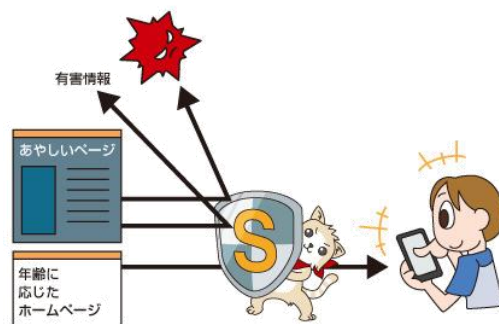 有害情報
あやしいページ
S
年齢に
応じた
ホームページ